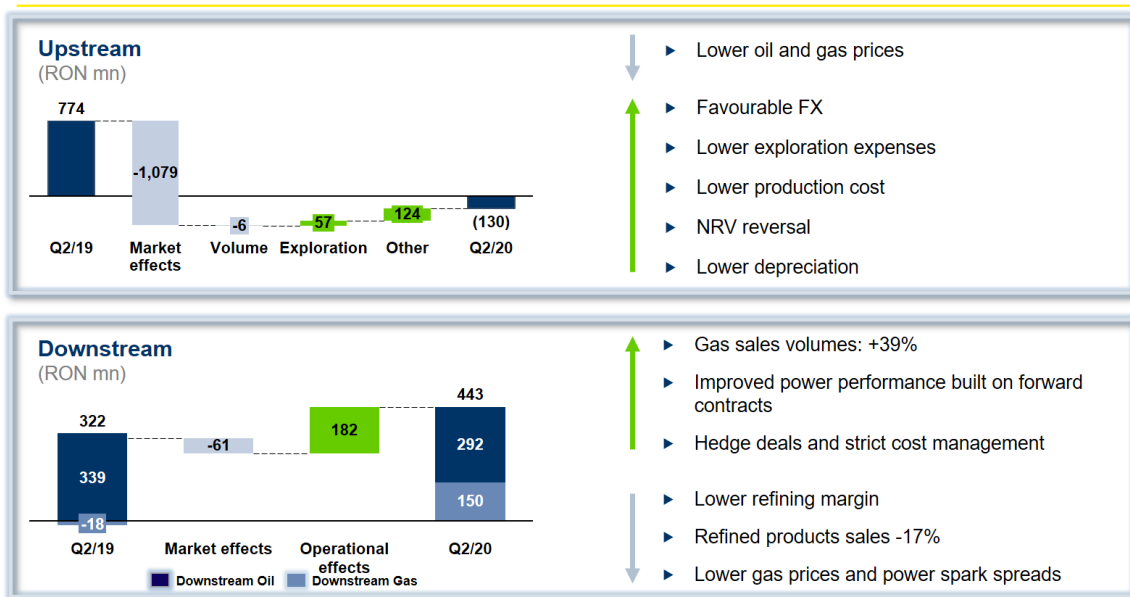 Upstream
(RON mn)
774
-1,079
-6
57
124
(130)
Q2/19
Market
effects
Volume
Exploration
Other
Q2/20
Lower oil and gas prices
Favourable FX
Lower exploration expenses
Lower production cost
NRV reversal
Lower depreciation
Downstream
(RON mn)
322
339
-18
-61
182
443
292
150
Q2/19
Market effects
Operational
effects
Q2/20
Downstream Oil
Downstream Gas
Gas sales volumes: +39%
Improved power performance built on forward
contracts
Hedge deals and strict cost management
Lower refining margin
Refined products sales -17%
Lower gas prices and power spark spreads